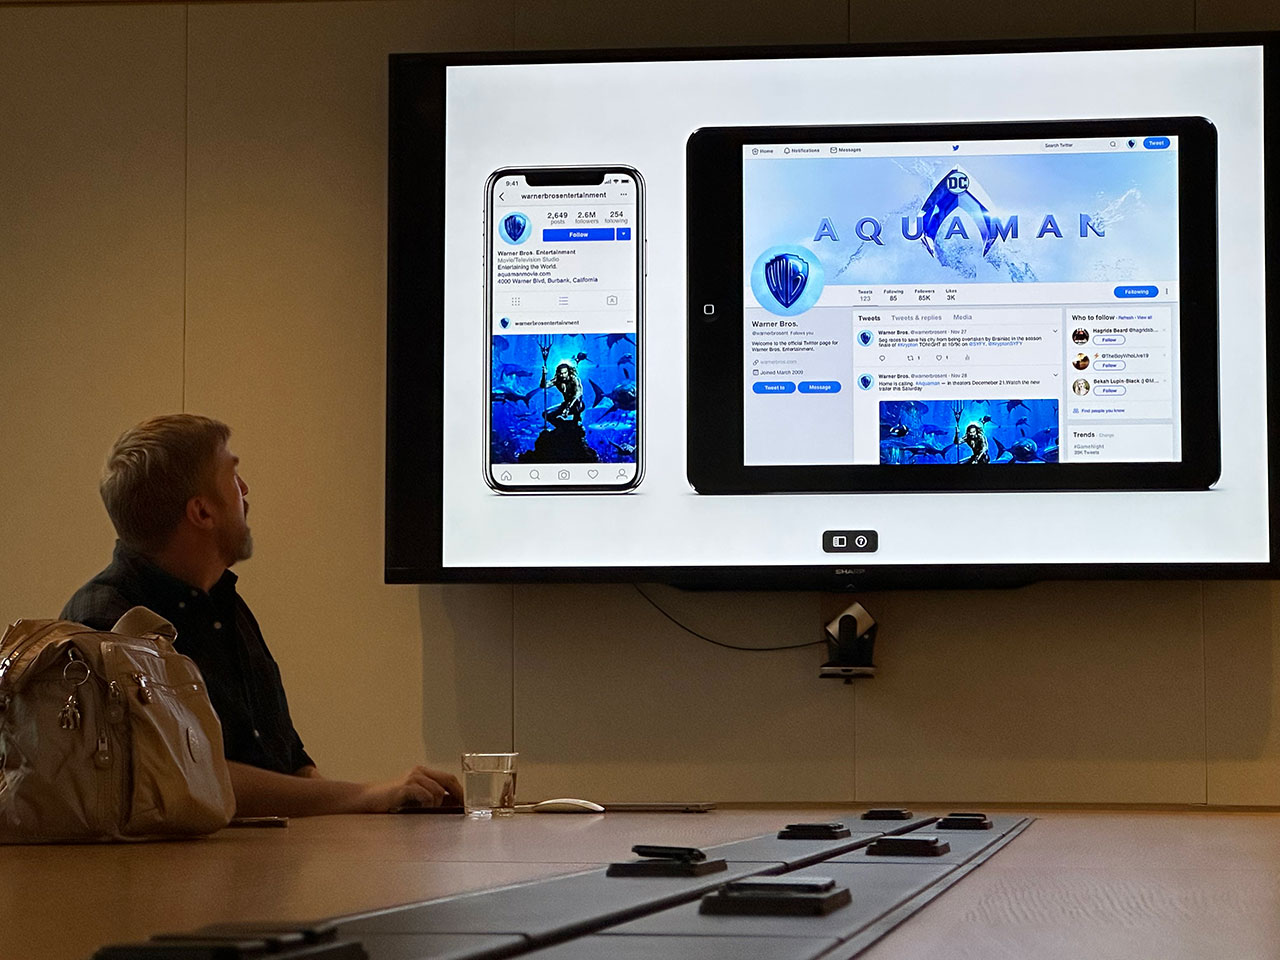 9:41
warnerbrosentertainment
2,649 2.6M 254
posts followers following
Follow
Warner Bros. Entertainment
Movie/Television Studio
Entertaining the World.
aquamanmovie.com
4000 Warner Blvd, Burbank, California
warnerbrosentertainment
Home Notifications Messages
Search Twitter
Tweet
DC
AQUAMAN
Tweets Following Followers Likes
123 85 85K 3K
Following
Warner Bros.
@warnerbrosent Follows you
Welcome to the official Twitter page for
Warner Bros. Entertainment.
warnerbros.com
Joined March 2009
Tweet to Message
Tweets Tweets & replies Media
Warner Bros. @warnerbrosent · Nov 27
Seg races to save his city from being overtaken by Brainiac in the season
finale of #Krypton TONIGHT at 10/9c on @SYFY. @KryptonSYFY
1 1
Warner Bros. @warnerbrosent · Nov 28
Home is calling. #Aquaman — in theaters Decemeber 21.Watch the new
trailer this Saturday
Who to follow · Refresh · View all
Hagrids Beard @hagridsb...
Follow
@TheBoyWhoLive19
Follow
Bekah Lupin-Black (|@M...
Follow
Find people you know
Trends · Change
#GameNight
39K Tweets
SHARP